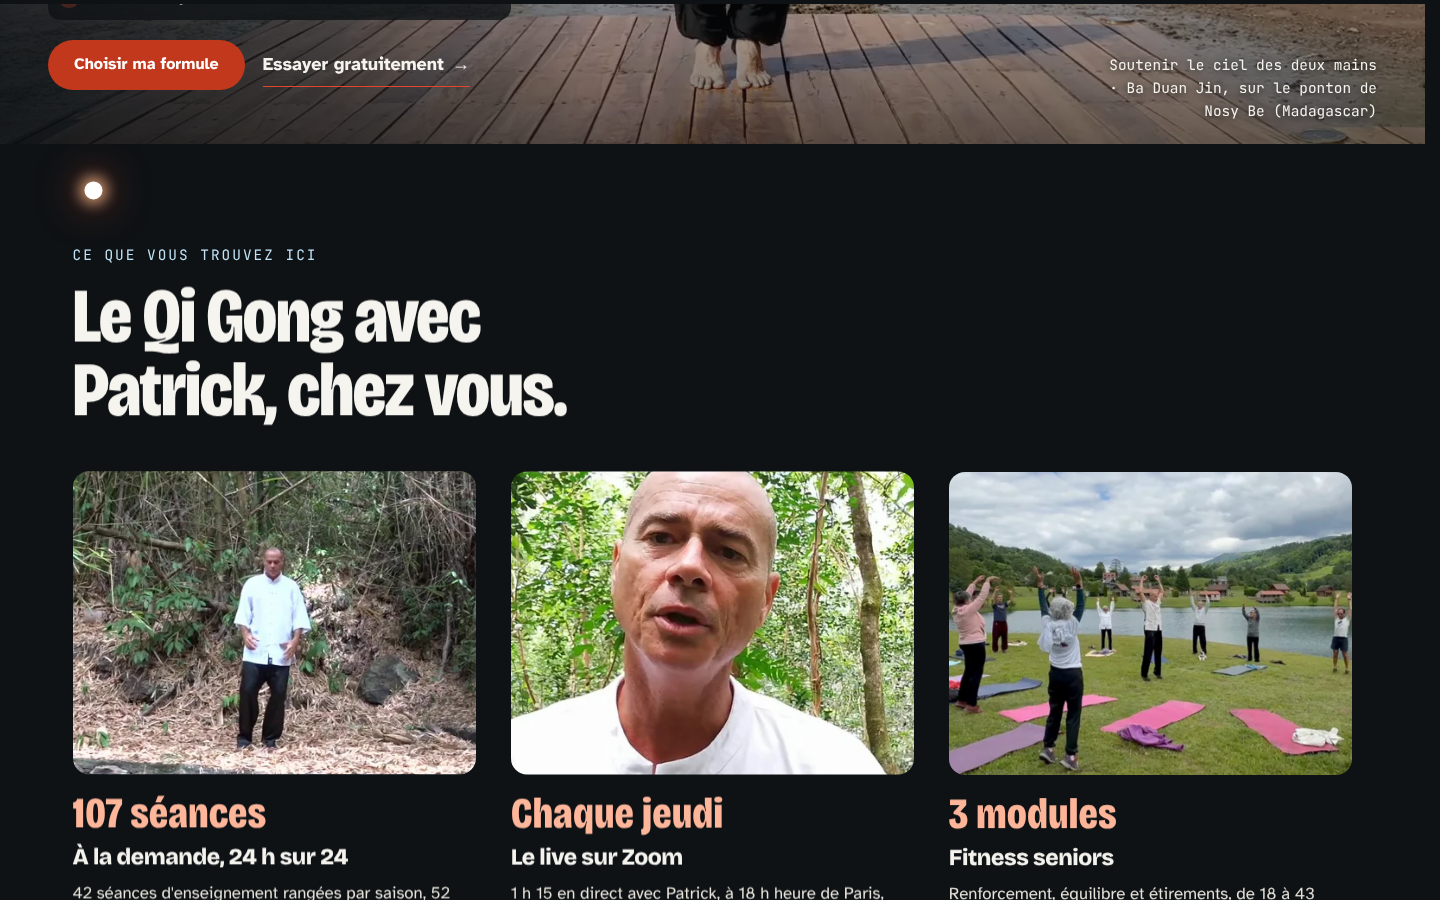 Choisir ma formule
Essayer gratuitement →
Soutenir le ciel des deux mains
· Ba Duan Jin, sur le ponton de
Nosy Be (Madagascar)
CE QUE VOUS TROUVEZ ICI
Le Qi Gong avec
Patrick, chez vous.
107 séances
À la demande, 24 h sur 24
42 séances d'enseignement rangées par saison, 52
Chaque jeudi
Le live sur Zoom
1 h 15 en direct avec Patrick, à 18 h heure de Paris,
3 modules
Fitness seniors
Renforcement, équilibre et étirements, de 18 à 43